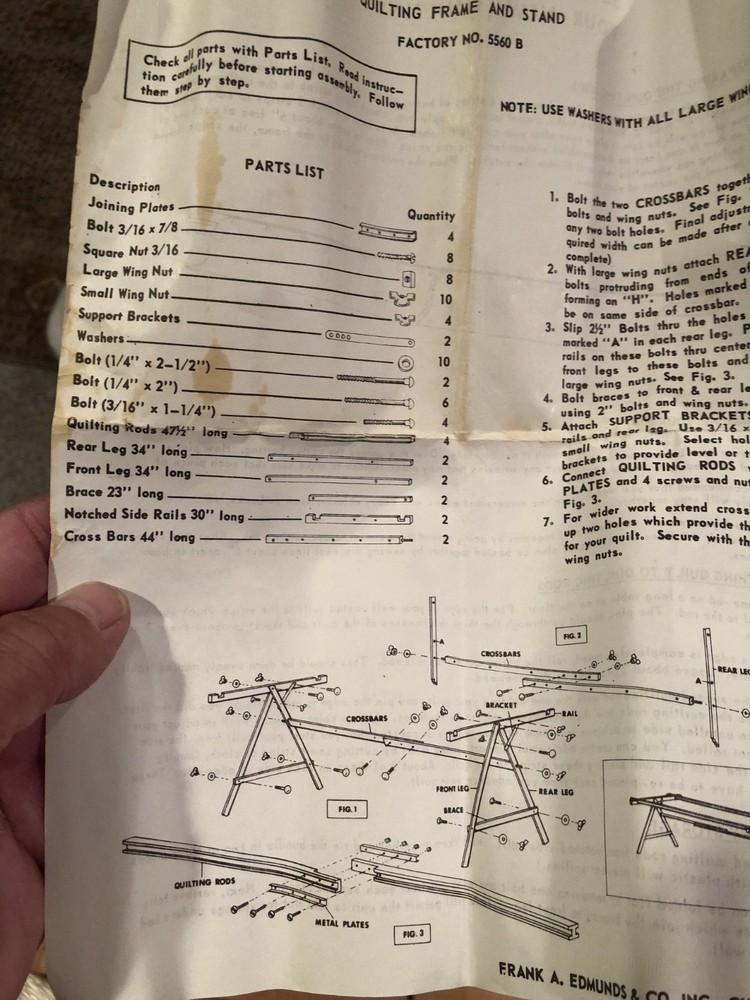 QUILTING FRAME AND STAND
FACTORY NO. 5560 B
Check all parts with Parts List. Read instruc-
tion carefully before starting assembly. Follow
them step by step.
NOTE: USE WASHERS WITH ALL LARGE WING
PARTS LIST
Description Quantity
Joining Plates 4
Bolt 3/16 x 7/8 8
Square Nut 3/16 8
Large Wing Nut 10
Small Wing Nut 4
Support Brackets 2
Washers 10
Bolt (1/4" x 2-1/2") 2
Bolt (1/4" x 2") 6
Bolt (3/16" x 1-1/4") 4
Quilting Rods 47½" long 4
Rear Leg 34" long 2
Front Leg 34" long 2
Brace 23" long 2
Notched Side Rails 30" long 2
Cross Bars 44" long 2
1. Bolt the two CROSSBARS
bolts and wing nuts. See Fig.
any two bolt holes. Final
quired width can be made after
complete)
2. With large wing nuts attach
bolts protruding from ends of
forming an "H". Holes marked
be on same side of crossbar.
3. Slip 2½" Bolts thru the holes
marked "A" in each rear leg.
rails on these bolts thru center
front legs to these bolts and
large wing nuts. See Fig. 3.
4. Bolt braces to front & rear
using 2" bolts and wing nuts.
5. Attach SUPPORT BRACKETS
rails and rear leg. Use 3/16 x
small wing nuts. Select
brackets to provide level or
6. Connect QUILTING RODS
PLATES and 4 screws and
Fig. 3.
7. For wider work extend
up two holes which provide
for your quilt. Secure with
wing nuts.
A
CROSSBARS
FIG. 2
REAR LEG
A
CROSSBARS
BRACKET
RAIL
FRONT LEG
REAR LEG
BRACE
FIG. 1
QUILTING RODS
METAL PLATES
FIG. 3
FRANK A. EDMUNDS & CO.